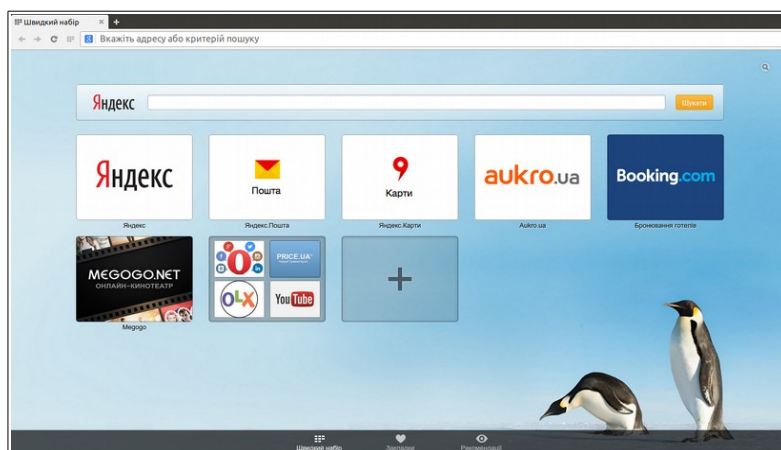 Швидкий набір
Вкажіть адресу або критерій пошуку
Яндекс
Шукати
Яндекс
Пошта
Карти
aukro.ua
Booking.com
Яндекс
Яндекс.Пошта
Яндекс.Карти
Aukro.ua
Бронювання готелів
MEGOGO.NET
ОНЛАЙН-КИНОТЕАТР
PRICE.UA
OLX
YouTube
Megogo
Швидкий набір
Закладки
Рекомендації